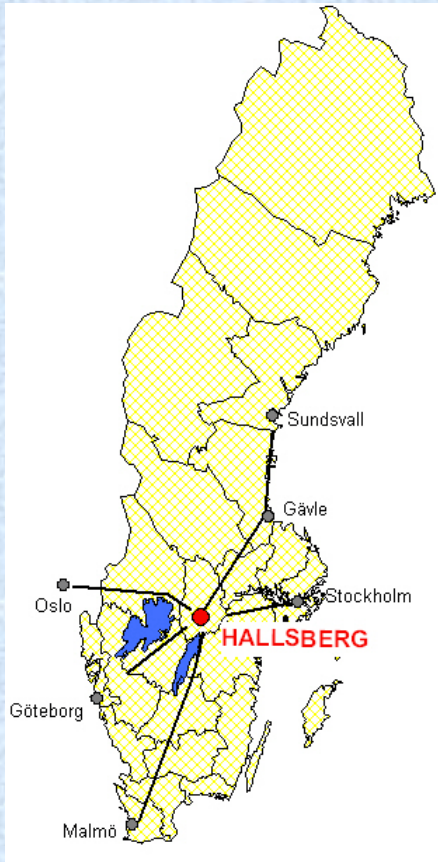 Sundsvall
Gävle
Oslo
Stockholm
HALLSBERG
Göteborg
Malmö